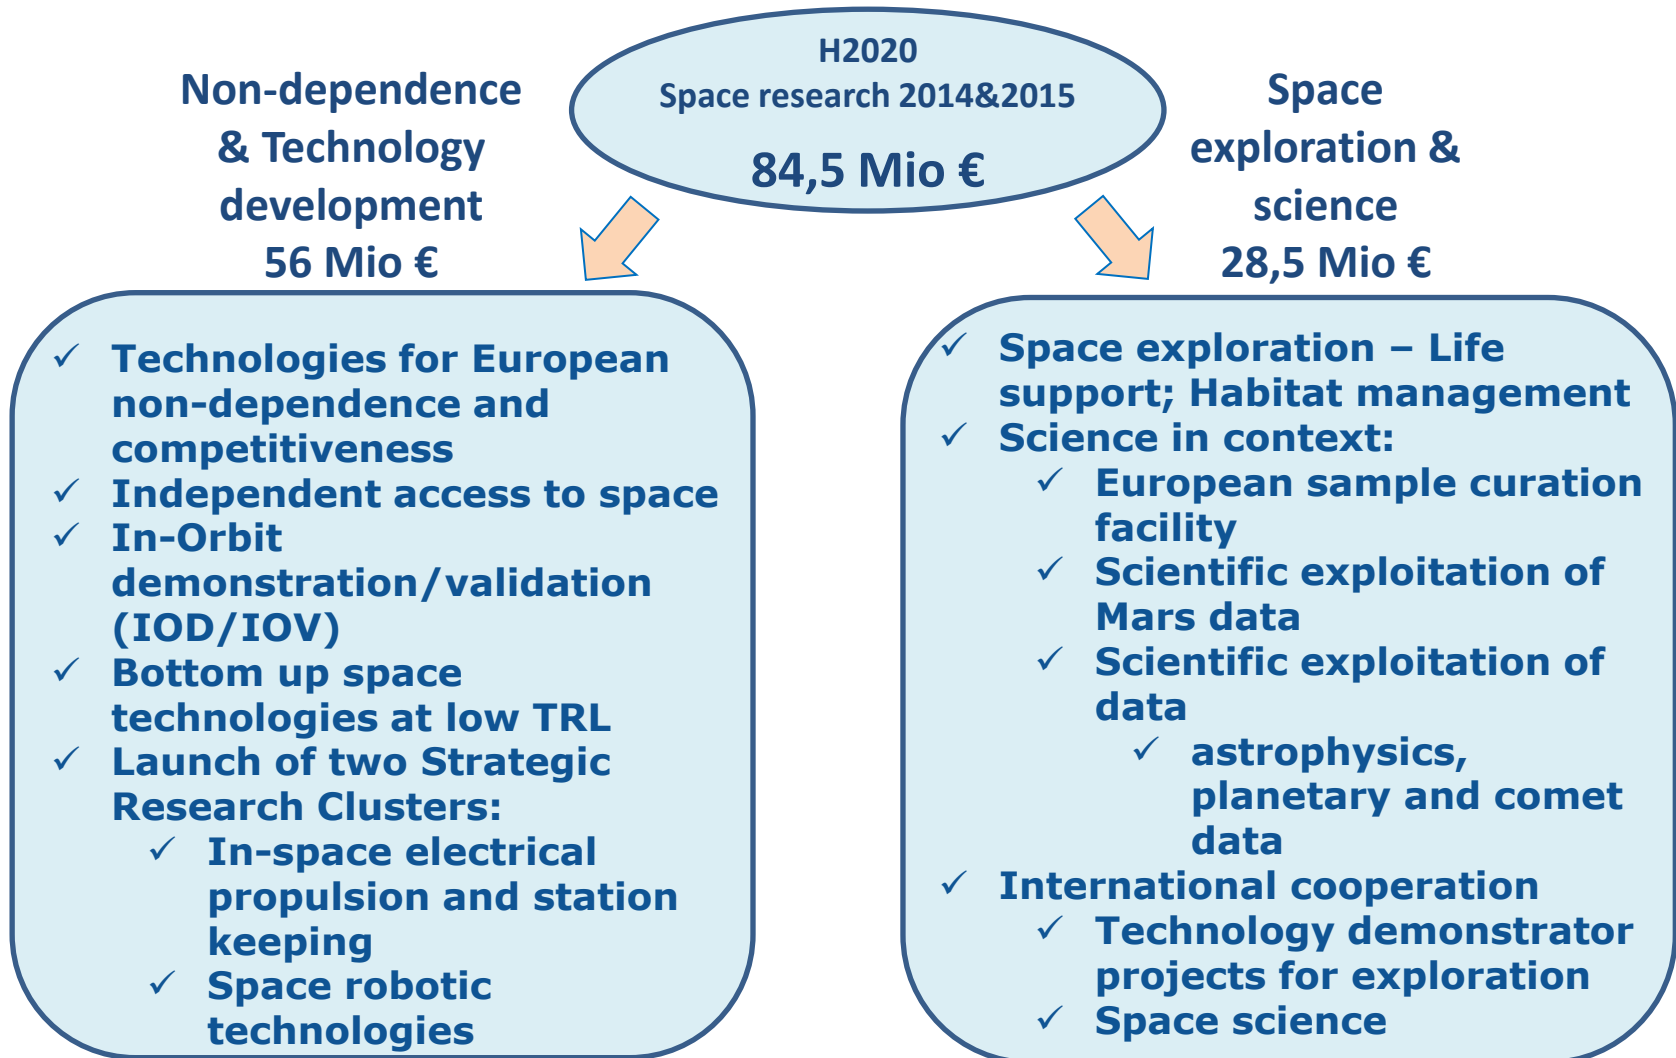 H2020
Space research 2014&2015
84,5 Mio €
Non-dependence
& Technology
development
56 Mio €
Space
exploration &
science
28,5 Mio €
✓ Technologies for European
non-dependence and
competitiveness
✓ Independent access to space
✓ In-Orbit
demonstration/validation
(IOD/IOV)
✓ Bottom up space
technologies at low TRL
✓ Launch of two Strategic
Research Clusters:
✓ In-space electrical
propulsion and station
keeping
✓ Space robotic
technologies
✓ Space exploration – Life
support; Habitat management
✓ Science in context:
✓ European sample curation
facility
✓ Scientific exploitation of
Mars data
✓ Scientific exploitation of
data
✓ astrophysics,
planetary and comet
data
✓ International cooperation
✓ Technology demonstrator
projects for exploration
✓ Space science